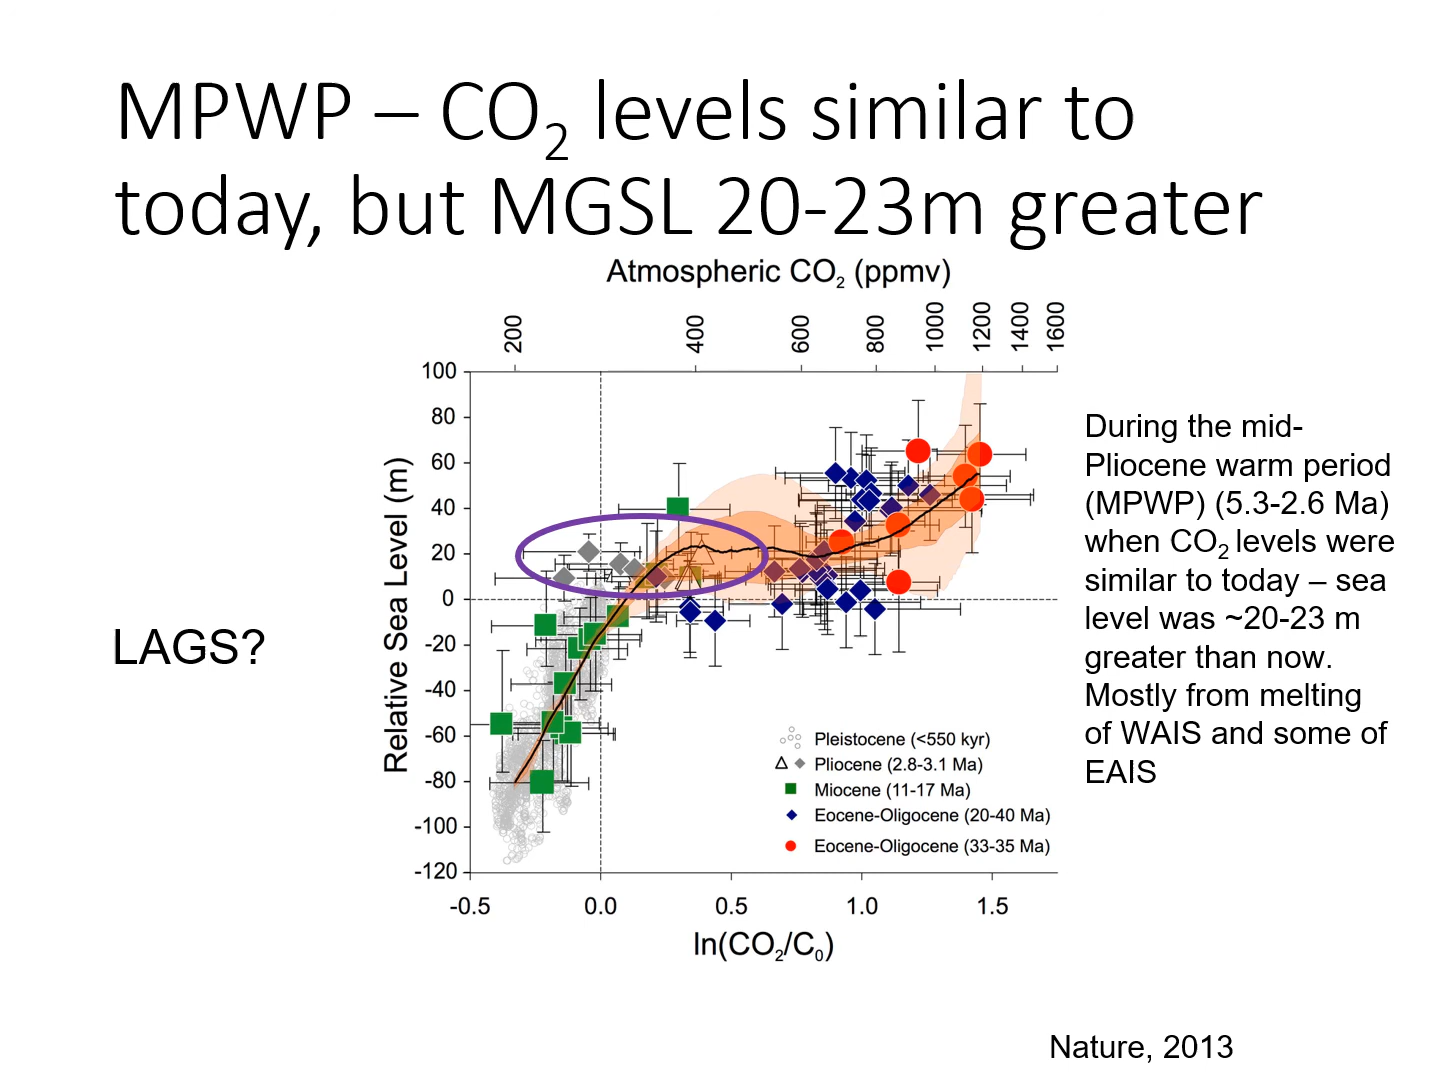 MPWP – CO2 levels similar to
today, but MGSL 20-23m greater
Atmospheric CO2 (ppmv)
200 400 600 800 1000 1200 1400 1600
100
80
60
40
20
0
-20
-40
-60
-80
-100
-120
Relative Sea Level (m)
Pleistocene (<550 kyr)
Pliocene (2.8-3.1 Ma)
Miocene (11-17 Ma)
Eocene-Oligocene (20-40 Ma)
Eocene-Oligocene (33-35 Ma)
-0.5 0.0 0.5 1.0 1.5
ln(CO2/C0)
LAGS?
During the mid-
Pliocene warm period
(MPWP) (5.3-2.6 Ma)
when CO2 levels were
similar to today – sea
level was ~20-23 m
greater than now.
Mostly from melting
of WAIS and some of
EAIS
Nature, 2013